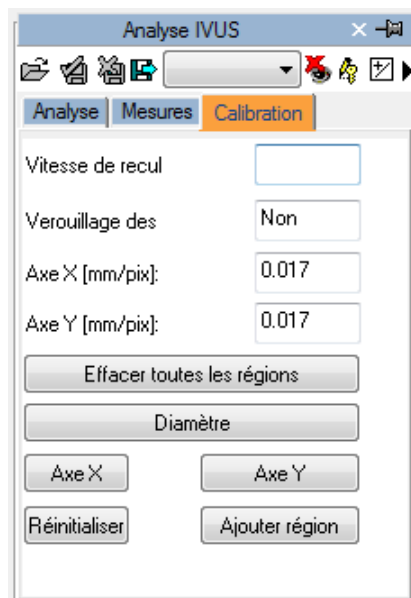 Analyse IVUS
Analyse Mesures Calibration
Vitesse de recul
Verouillage des Non
Axe X [mm/pix]: 0.017
Axe Y [mm/pix]: 0.017
Effacer toutes les régions
Diamètre
Axe X Axe Y
Réinitialiser Ajouter région